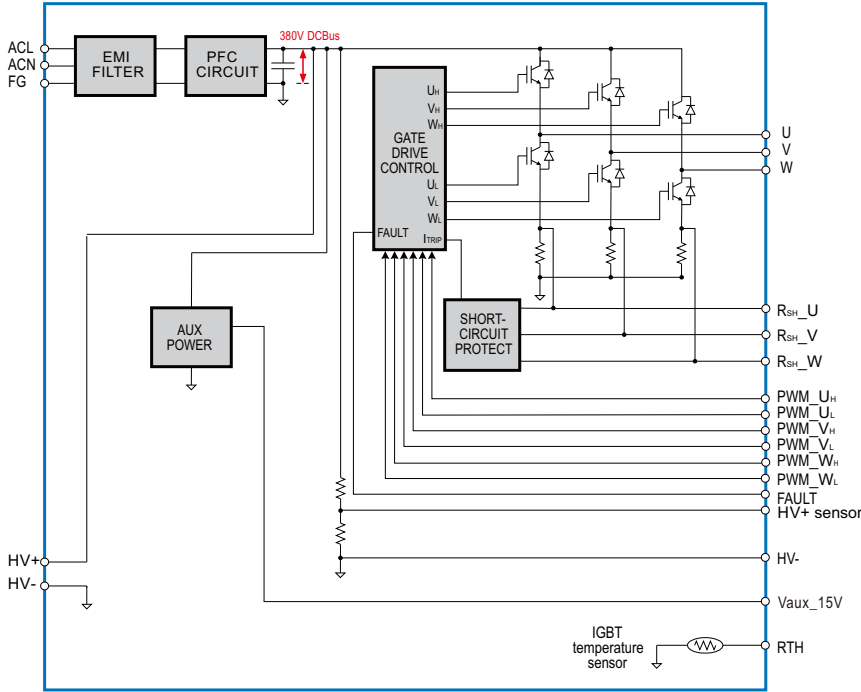 380V DCBus
ACL
ACN
FG
EMI
FILTER
PFC
CIRCUIT
UH
VH
WH
GATE
DRIVE
CONTROL
UL
VL
WL
FAULT
ITRIP
U
V
W
AUX
POWER
SHORT-
CIRCUIT
PROTECT
RSH_U
RSH_V
RSH_W
PWM_UH
PWM_UL
PWM_VH
PWM_VL
PWM_WH
PWM_WL
FAULT
HV+ sensor
HV+
HV-
HV-
Vaux_15V
IGBT
temperature
sensor
RTH